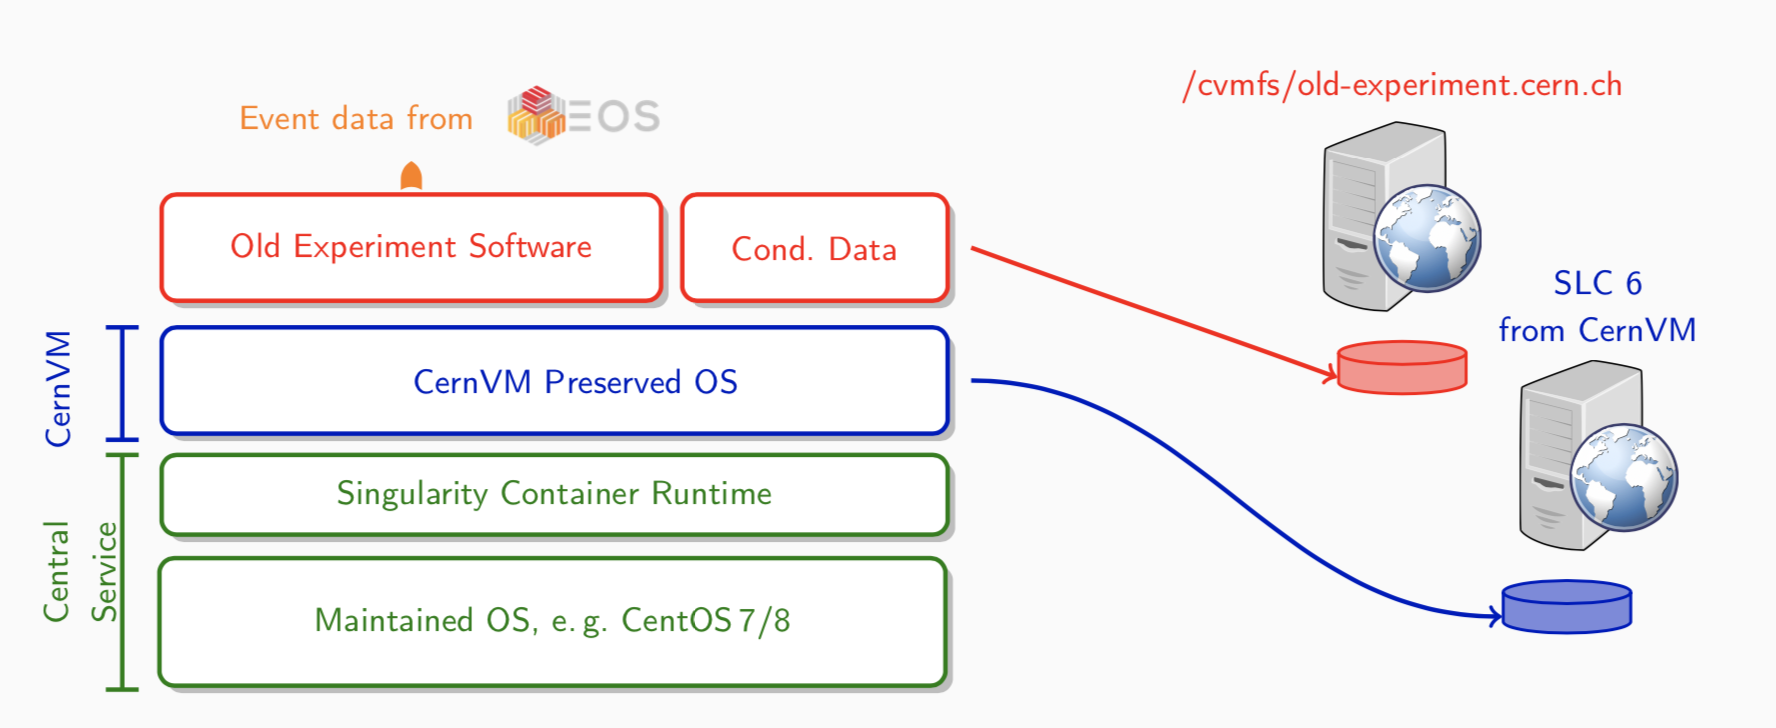 /cvmfs/old-experiment.cern.ch
Event data from EOS
Old Experiment Software
Cond. Data
SLC 6
from CernVM
CernVM
CernVM Preserved OS
Central
Service
Singularity Container Runtime
Maintained OS, e. g. CentOS 7/8